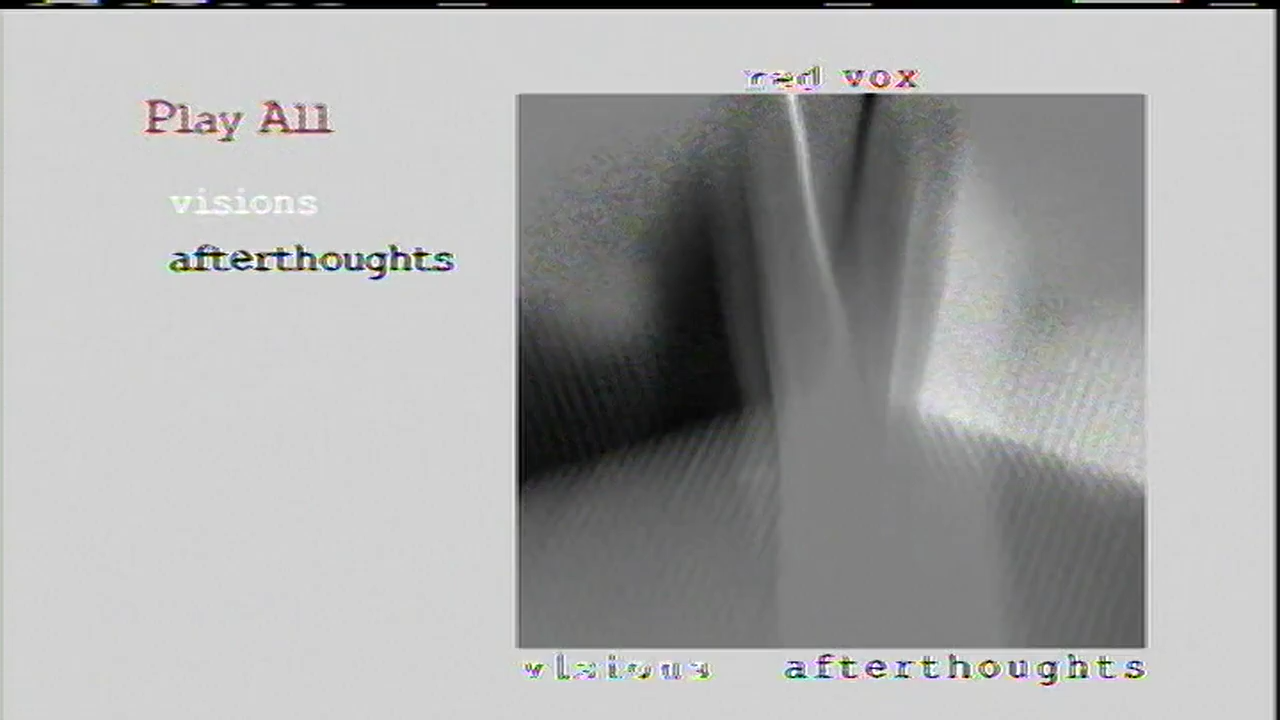 red vox
Play All
visions
afterthoughts
visions afterthoughts